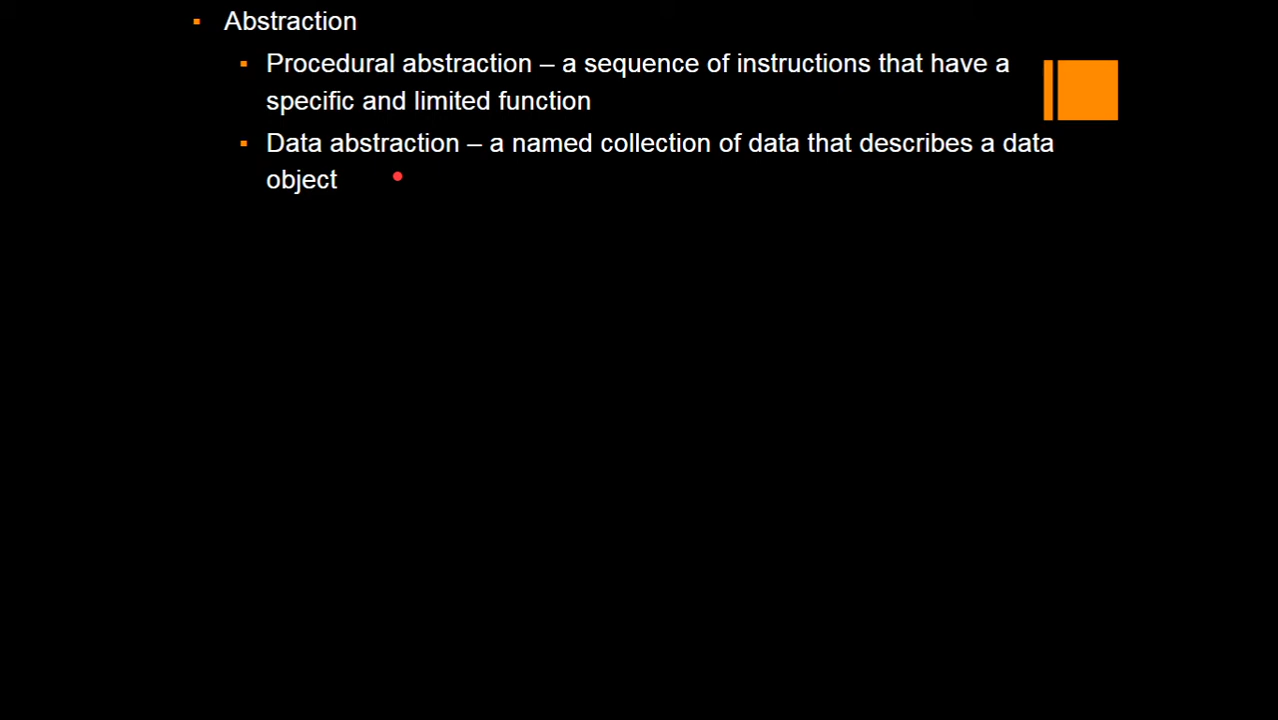 Abstraction
Procedural abstraction – a sequence of instructions that have a
specific and limited function
Data abstraction – a named collection of data that describes a data
object